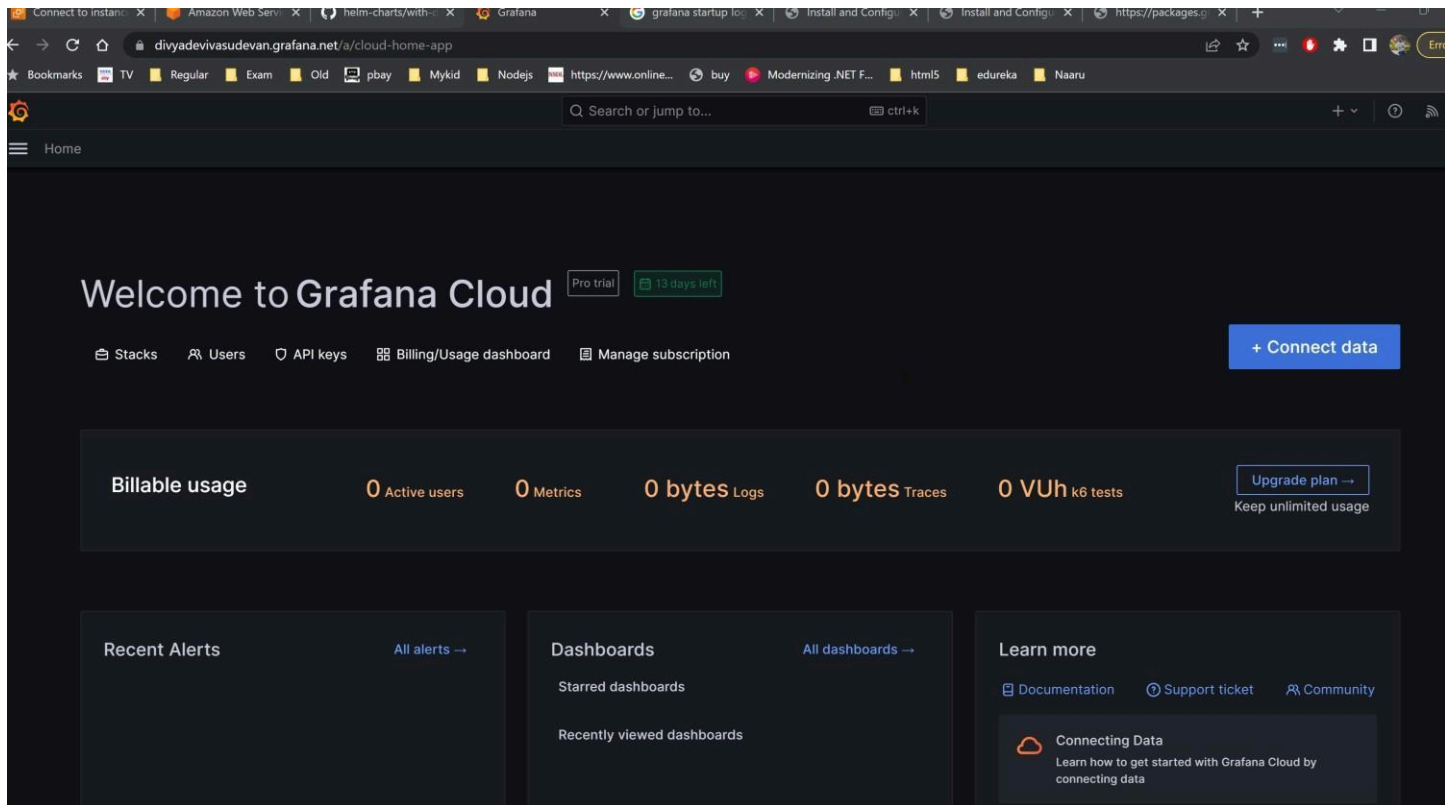 Connect to instanc
Amazon Web Servi
helm-charts/with-c
Grafana
grafana startup log
Install and Configu
Install and Configu
https://packages.g
divyadevivasudevan.grafana.net/a/cloud-home-app
Erro
Bookmarks TV Regular Exam Old pbay Mykid Nodejs https://www.online... buy Modernizing .NET F... html5 edureka Naaru
Search or jump to... ctrl+k
Home
Welcome to Grafana Cloud Pro trial 13 days left
Stacks Users API keys Billing/Usage dashboard Manage subscription
+ Connect data
Billable usage 0 Active users 0 Metrics 0 bytes Logs 0 bytes Traces 0 VUh k6 tests
Upgrade plan →
Keep unlimited usage
Recent Alerts All alerts →
Dashboards All dashboards →
Starred dashboards
Recently viewed dashboards
Learn more
Documentation Support ticket Community
Connecting Data
Learn how to get started with Grafana Cloud by
connecting data